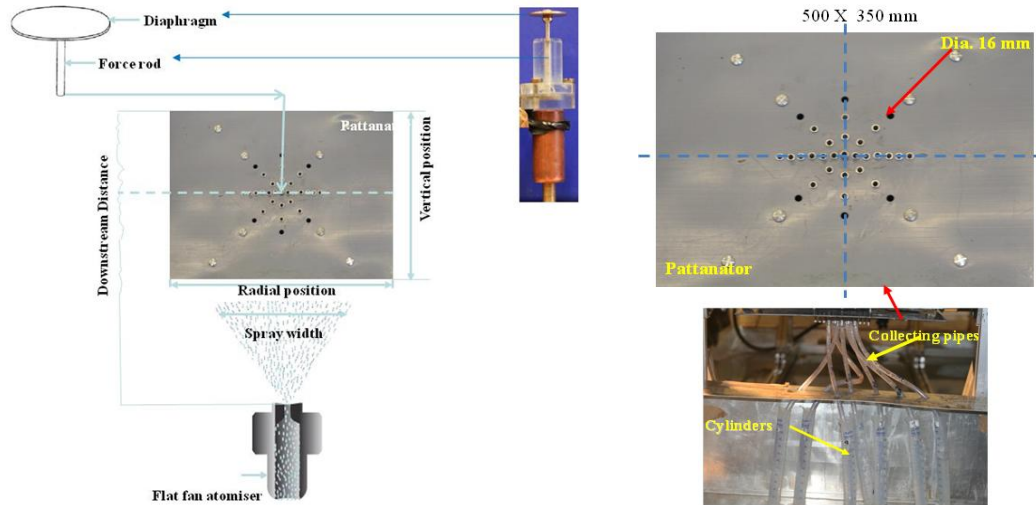 Diaphragm
Force rod
Pattanat
Vertical position
Downstream Distance
Radial position
Spray width
Flat fan atomiser
500 X 350 mm
Dia. 16 mm
Pattanator
Collecting pipes
Cylinders